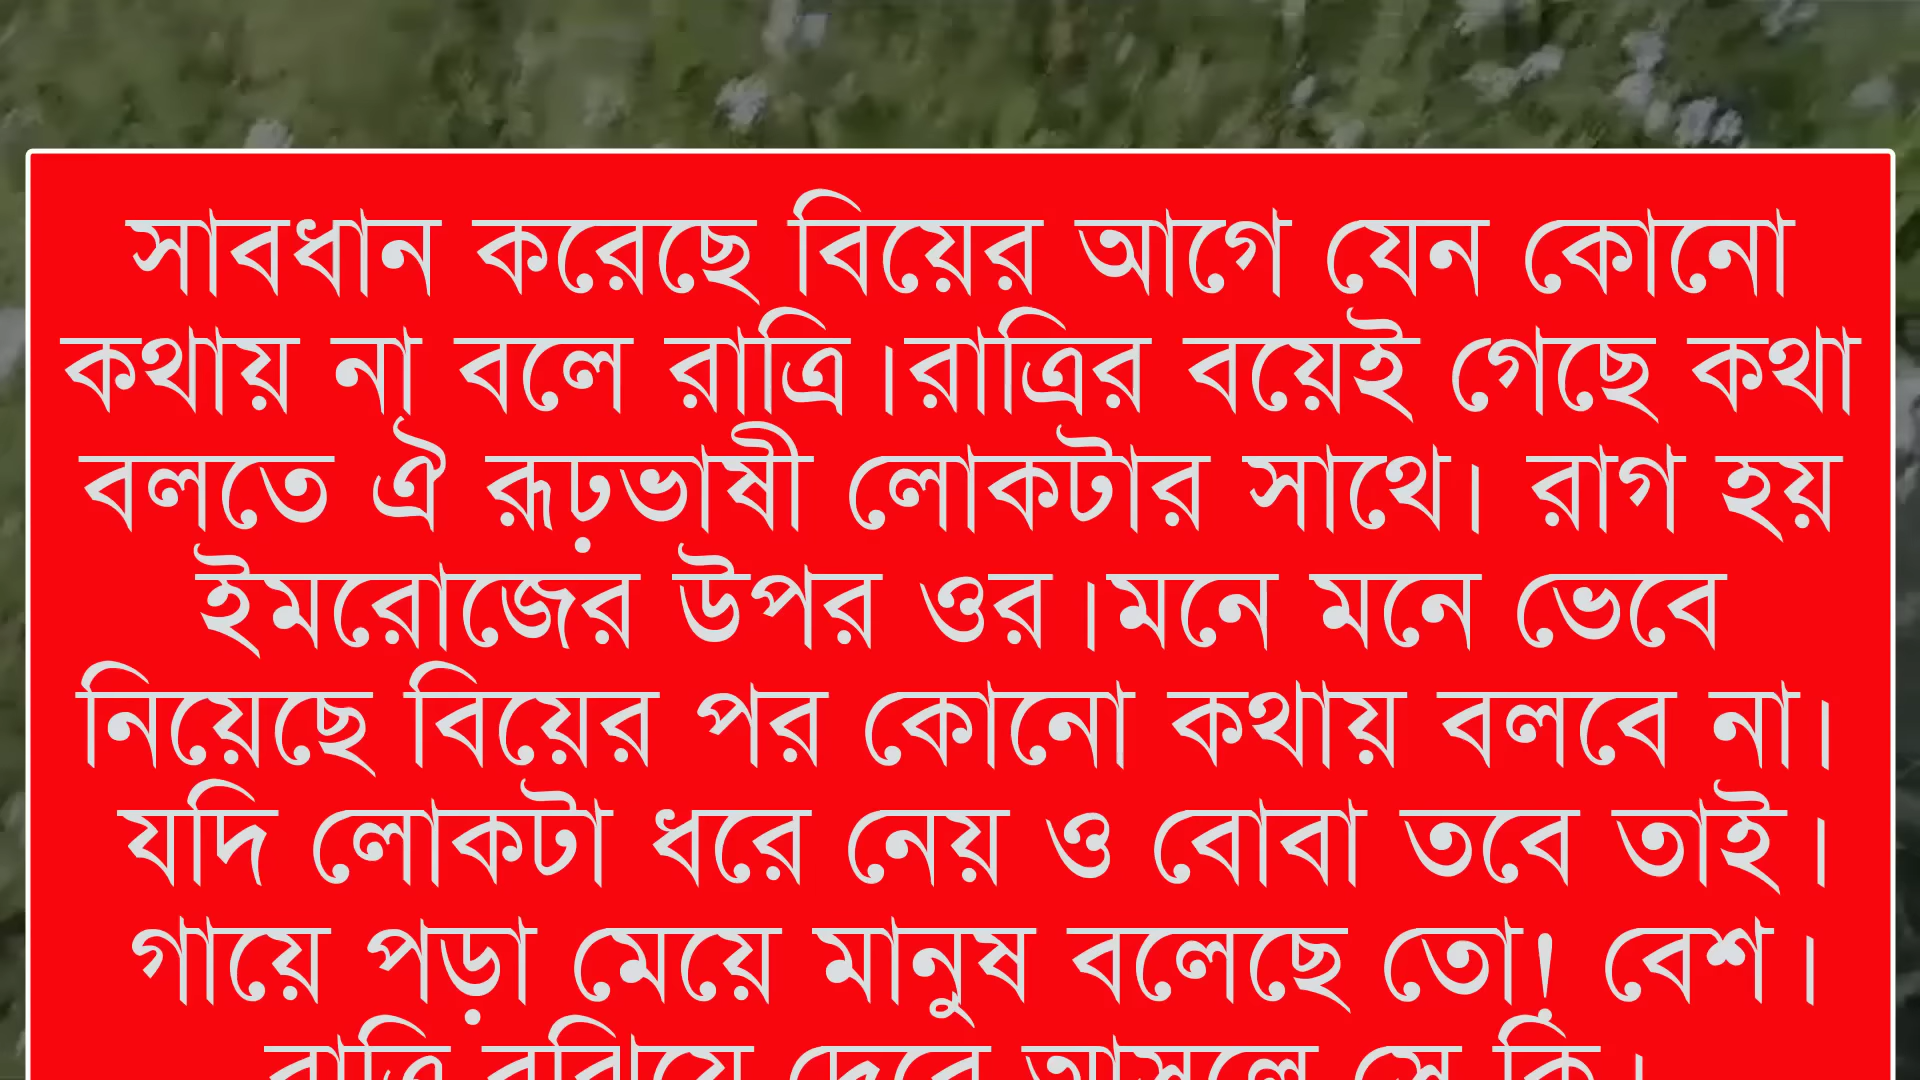 সাবধান করেছে বিয়ের আগে যেন কোনো
কথায় না বলে রাত্রি।রাত্রির বয়েই গেছে কথা
বলতে ঐ রূঢ়ভাষী লোকটার সাথে। রাগ হয়
ইমরোজের উপর ওর।মনে মনে ভেবে
নিয়েছে বিয়ের পর কোনো কথায় বলবে না।
যদি লোকটা ধরে নেয় ও বোবা তবে তাই।
গায়ে পড়া মেয়ে মানুষ বলেছে তো! বেশ।
রাত্রি বুঝিয়ে দেবে আসলে সে কি।